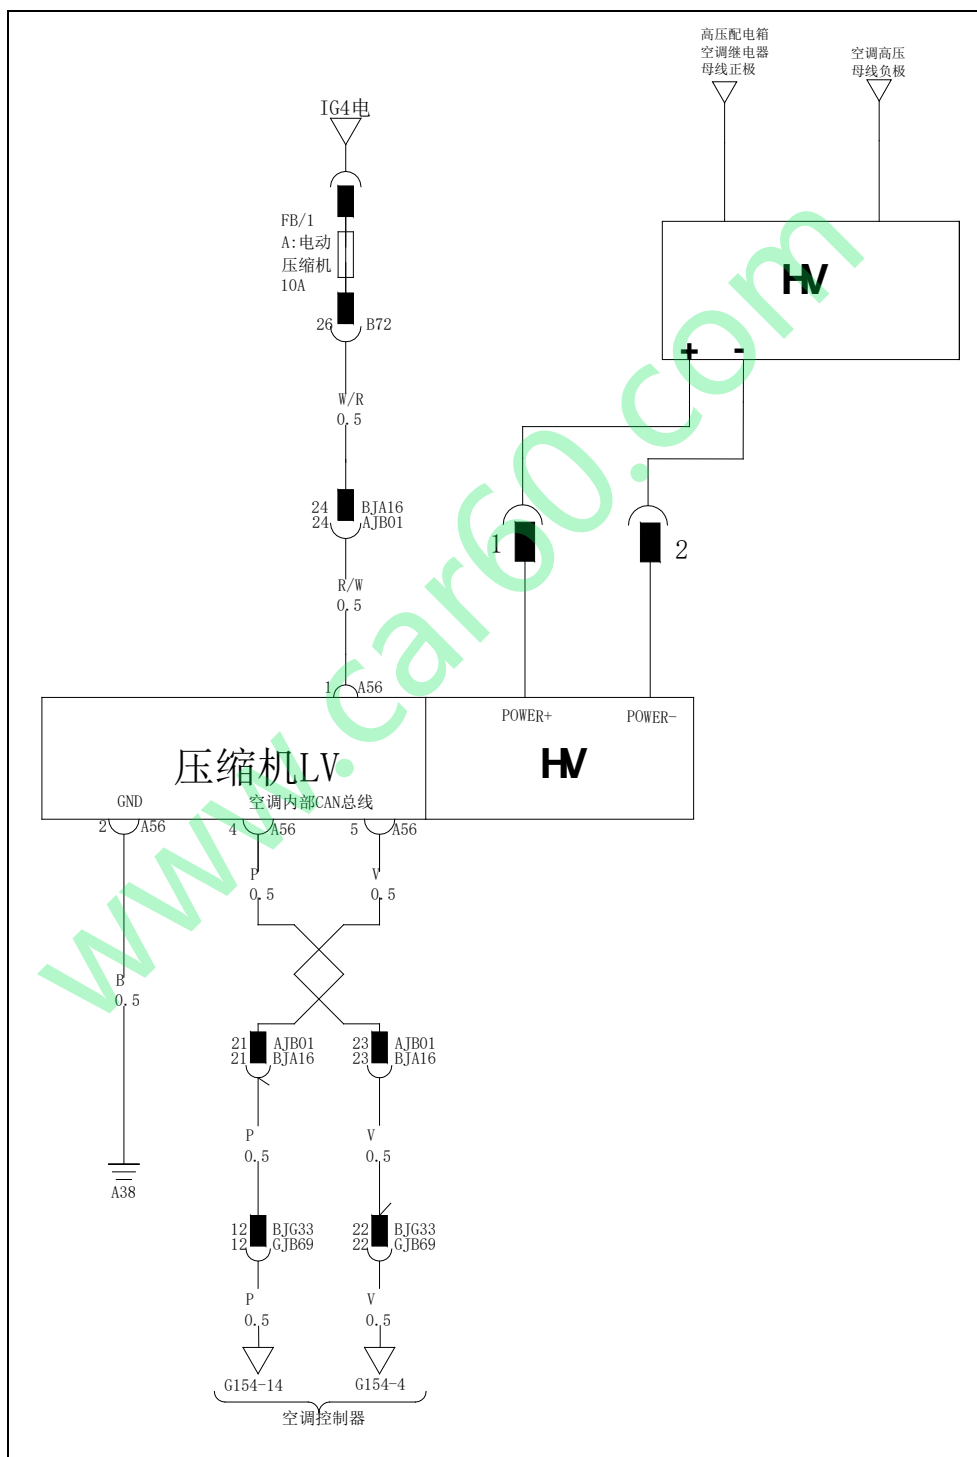 高压配电箱
空调继电器
母线正极
空调高压
母线负极
IG4电
FB/1
A:电动
压缩机
10A
26 B72
HV
+ -
W/R
0.5
24 BJA16
24 AJB01
1
2
R/W
0.5
1 A56
POWER+ POWER-
压缩机LV
HV
GND 空调内部CAN总线
2 A56 4 A56 5 A56
P
0.5
V
0.5
B
0.5
21 AJB01
21 BJA16
23 AJB01
23 BJA16
P
0.5
V
0.5
A38
12 BJG33
12 GJB69
22 BJG33
22 GJB69
P
0.5
V
0.5
G154-14 G154-4
空调控制器
www.car60.com